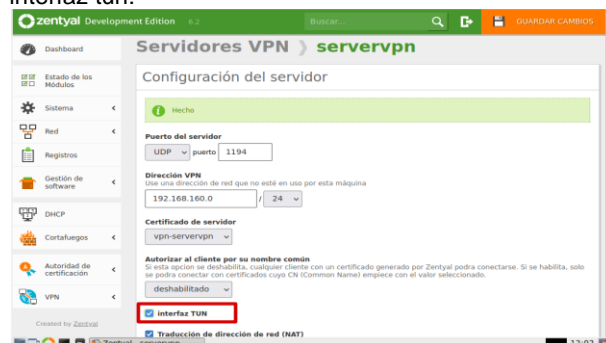 interfaz tun.
zentyal Development Edition 6.2
Buscar...
GUARDAR CAMBIOS
Dashboard
Estado de los
Módulos
Sistema
Red
Registros
Gestión de
software
DHCP
Cortafuegos
Autoridad de
certificación
VPN
Created by Zentyal
Servidores VPN servervpn
Configuración del servidor
Hecho
Puerto del servidor
UDP puerto 1194
Dirección VPN
Use una dirección de red que no esté en uso por esta máquina
192.168.160.0 / 24
Certificado de servidor
vpn-servervpn
Autorizar al cliente por su nombre común
Si esta opcion se deshabilita, cualquier cliente con un certificado generado por Zentyal podra conectarse. Si se habilita, solo
se podra conectar con certificados cuyo CN (Common Name) empiece con el valor seleccionado.
deshabilitado
interfaz TUN
Traducción de dirección de red (NAT)